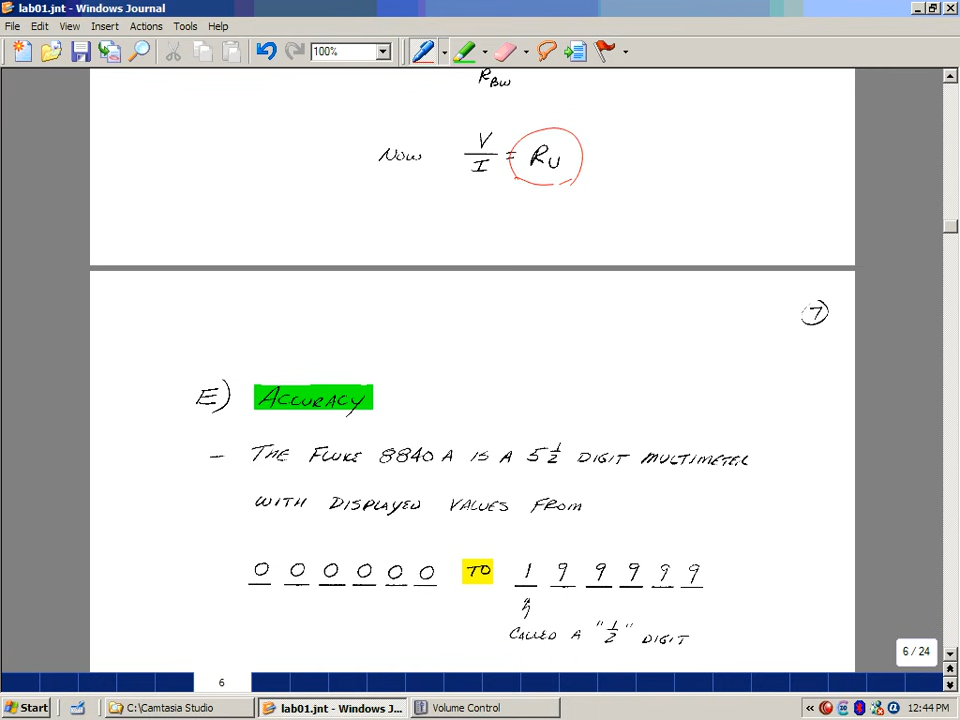 lab01.jnt - Windows Journal
File Edit View Insert Actions Tools Help
100%
RBW
NOW V/I = RU
7
E) ACCURACY
- THE FLUKE 8840 A IS A 5 1/2 DIGIT MULTIMETER
WITH DISPLAYED VALUES FROM
0 0 0 0 0 0 TO 1 9 9 9 9 9
CALLED A "1/2" DIGIT
6 / 24
6
Start C:\Camtasia Studio lab01.jnt - Windows Jo... Volume Control 12:44 PM